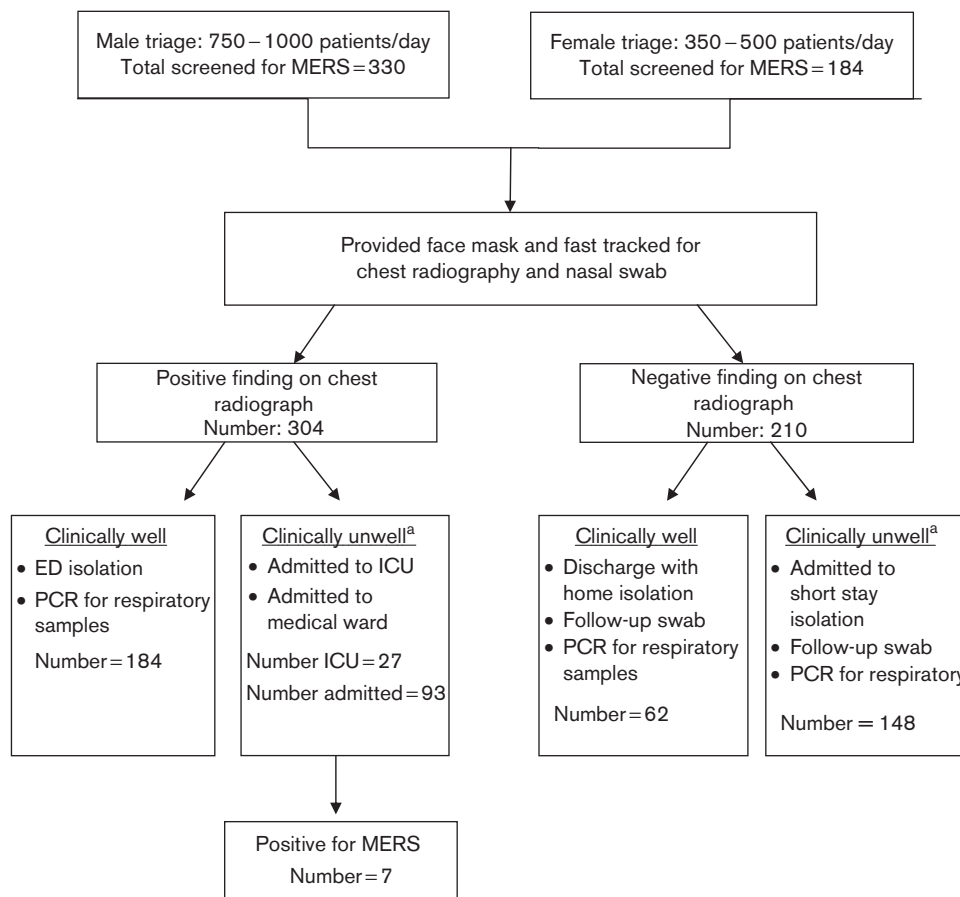 Male triage: 750–1000 patients/day
Total screened for MERS=330
Female triage: 350–500 patients/day
Total screened for MERS=184
Provided face mask and fast tracked for
chest radiography and nasal swab
Positive finding on chest
radiograph
Number: 304
Negative finding on chest
radiograph
Number: 210
Clinically well
• ED isolation
• PCR for respiratory
samples
Number=184
Clinically unwellᵃ
• Admitted to ICU
• Admitted to
medical ward
Number ICU=27
Number admitted=93
Clinically well
• Discharge with
home isolation
• Follow-up swab
• PCR for respiratory
samples
Number=62
Clinically unwellᵃ
• Admitted to
short stay
isolation
• Follow-up swab
• PCR for respiratory
Number = 148
Positive for MERS
Number=7